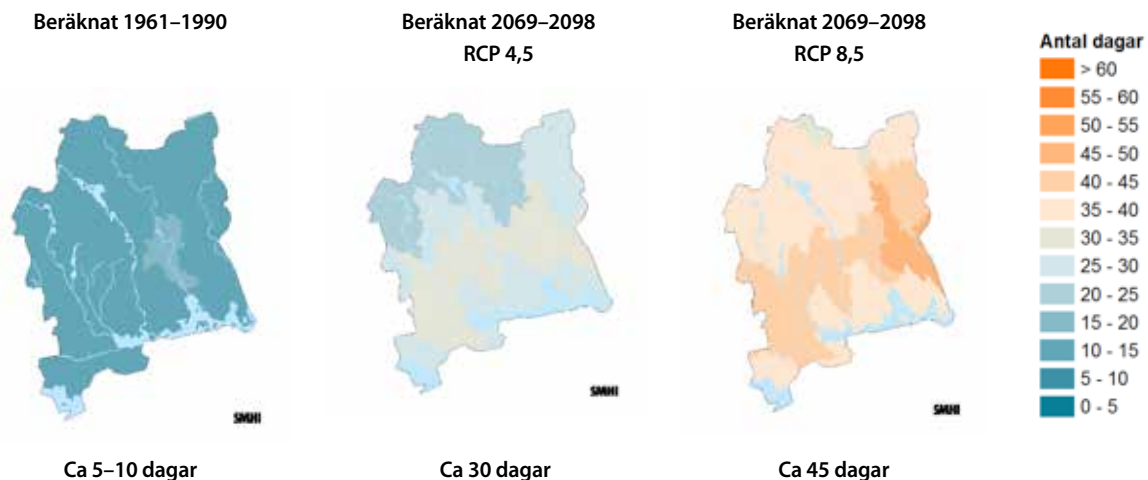 Beräknat 1961–1990
Beräknat 2069–2098
RCP 4,5
Beräknat 2069–2098
RCP 8,5
Antal dagar
> 60
55 - 60
50 - 55
45 - 50
40 - 45
35 - 40
30 - 35
25 - 30
20 - 25
15 - 20
10 - 15
5 - 10
0 - 5
SMHI
SMHI
SMHI
Ca 5–10 dagar
Ca 30 dagar
Ca 45 dagar